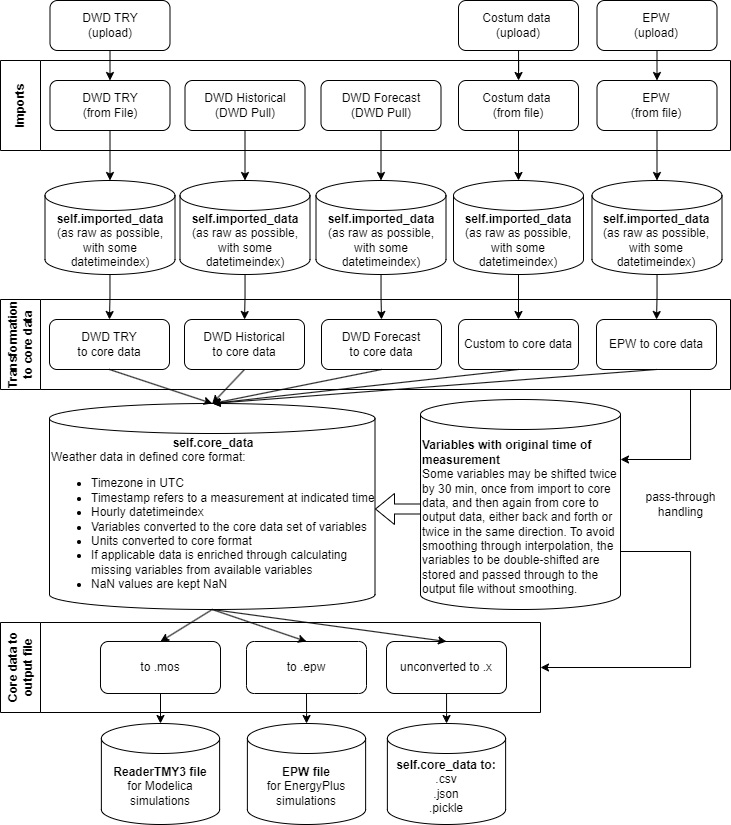 DWD TRY
(upload)
Costum data
(upload)
EPW
(upload)
Imports
DWD TRY
(from File)
DWD Historical
(DWD Pull)
DWD Forecast
(DWD Pull)
Costum data
(from file)
EPW
(from file)
self.imported_data
(as raw as possible,
with some
datetimeindex)
self.imported_data
(as raw as possible,
with some
datetimeindex)
self.imported_data
(as raw as possible,
with some
datetimeindex)
self.imported_data
(as raw as possible,
with some
datetimeindex)
self.imported_data
(as raw as possible,
with some
datetimeindex)
Transformation
to core data
DWD TRY
to core data
DWD Historical
to core data
DWD Forecast
to core data
Custom to core data
EPW to core data
self.core_data
Weather data in defined core format:
• Timezone in UTC
• Timestamp refers to a measurement at indicated time
• Hourly datetimeindex
• Variables converted to the core data set of variables
• Units converted to core format
• If applicable data is enriched through calculating
missing variables from available variables
• NaN values are kept NaN
Variables with original time of
measurement
Some variables may be shifted twice
by 30 min, once from import to core
data, and then again from core to
output data, either back and forth or
twice in the same direction. To avoid
smoothing through interpolation, the
variables to be double-shifted are
stored and passed through to the
output file without smoothing.
pass-through
handling
Core data to
output file
to .mos
to .epw
unconverted to .x
ReaderTMY3 file
for Modelica
simulations
EPW file
for EnergyPlus
simulations
self.core_data to:
.csv
.json
.pickle